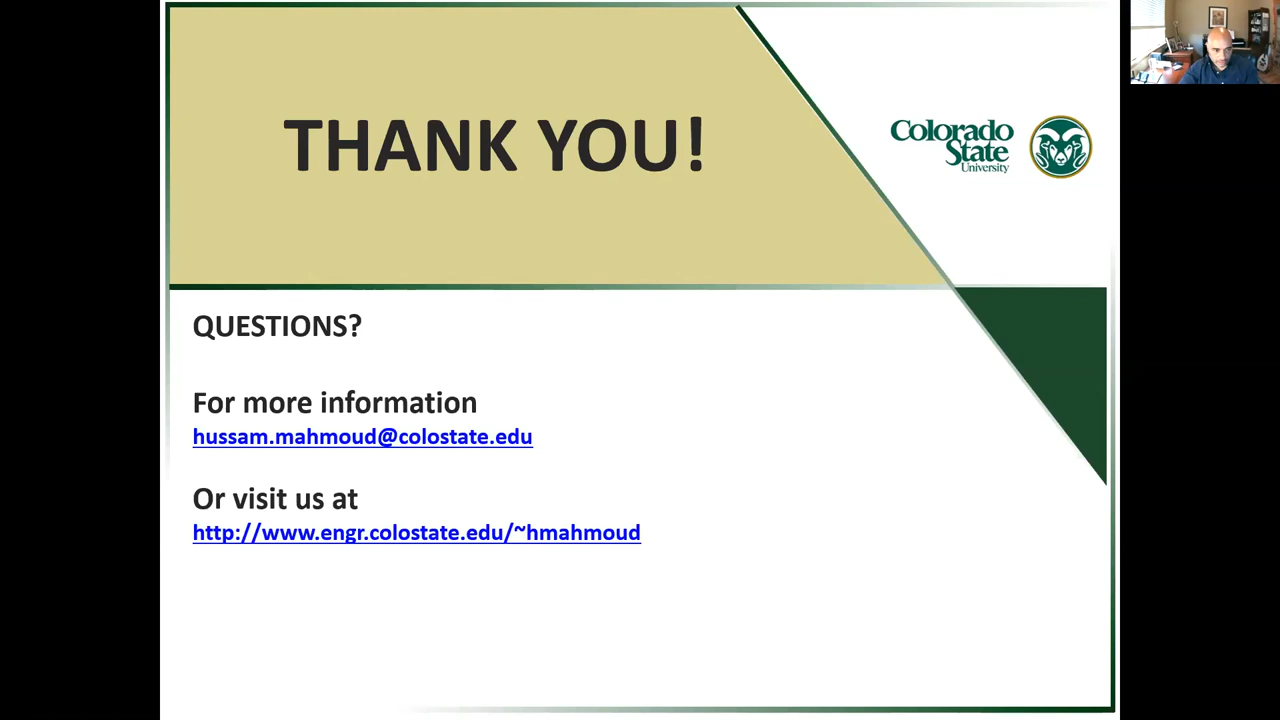 THANK YOU!
Colorado
State
University
QUESTIONS?
For more information
hussam.mahmoud@colostate.edu
Or visit us at
http://www.engr.colostate.edu/~hmahmoud